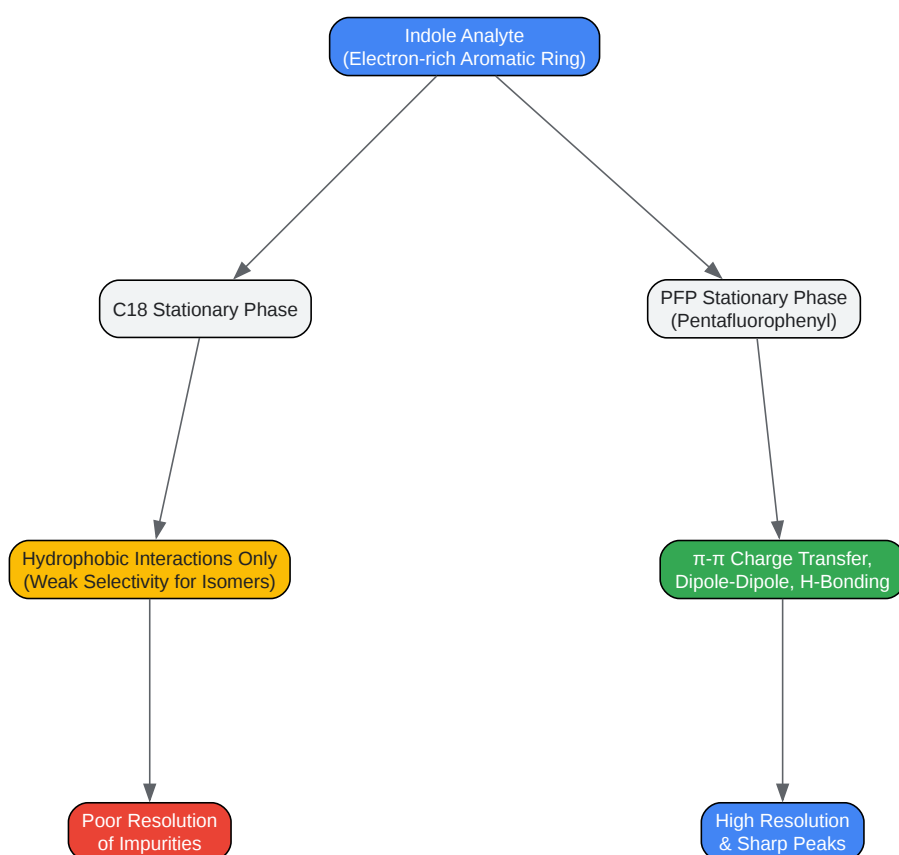 Indole Analyte
(Electron-rich Aromatic Ring)
C18 Stationary Phase
PFP Stationary Phase
(Pentafluorophenyl)
Hydrophobic Interactions Only
(Weak Selectivity for Isomers)
π-π Charge Transfer,
Dipole-Dipole, H-Bonding
Poor Resolution
of Impurities
High Resolution
& Sharp Peaks